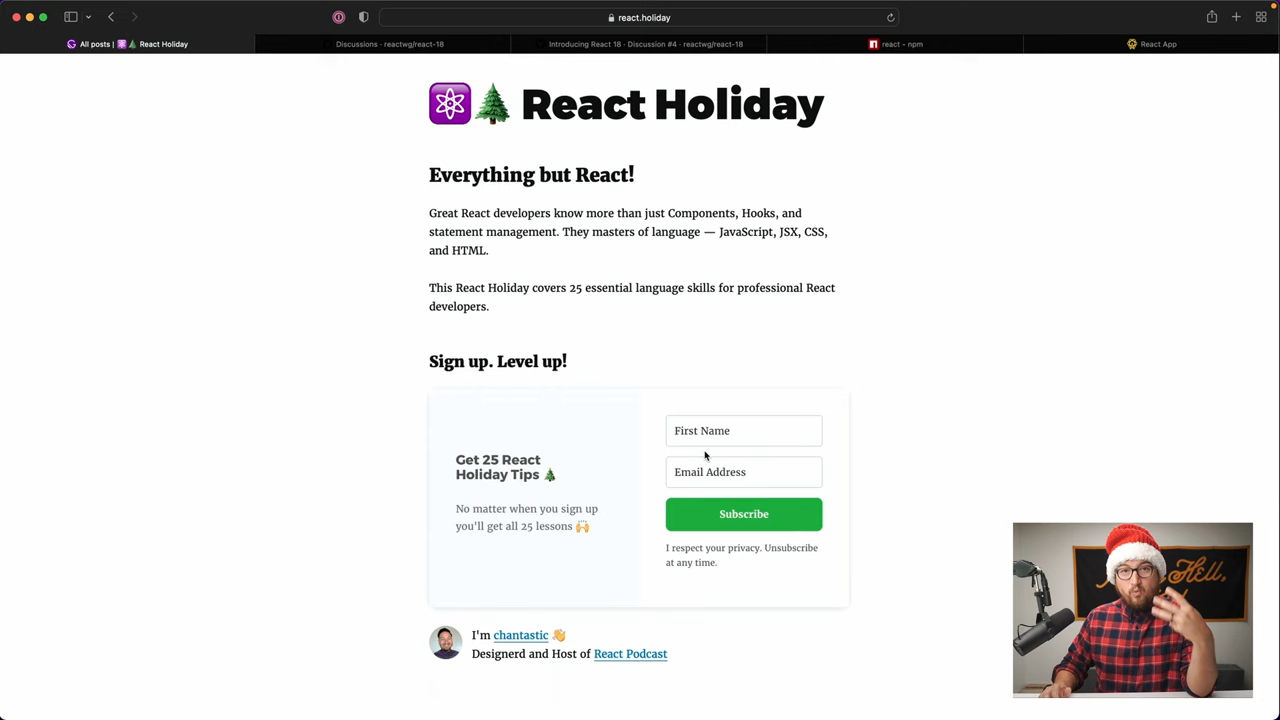 react.holiday
All posts | ⚛️🌲 React Holiday
Discussions · reactwg/react-18
Introducing React 18 · Discussion #4 · reactwg/react-18
react - npm
React App
⚛️🌲 React Holiday
Everything but React!
Great React developers know more than just Components, Hooks, and
statement management. They masters of language — JavaScript, JSX, CSS,
and HTML.
This React Holiday covers 25 essential language skills for professional React
developers.
Sign up. Level up!
Get 25 React
Holiday Tips 🌲
No matter when you sign up
you'll get all 25 lessons 🙌
First Name
Email Address
Subscribe
I respect your privacy. Unsubscribe
at any time.
I'm chantastic 👋
Designerd and Host of React Podcast